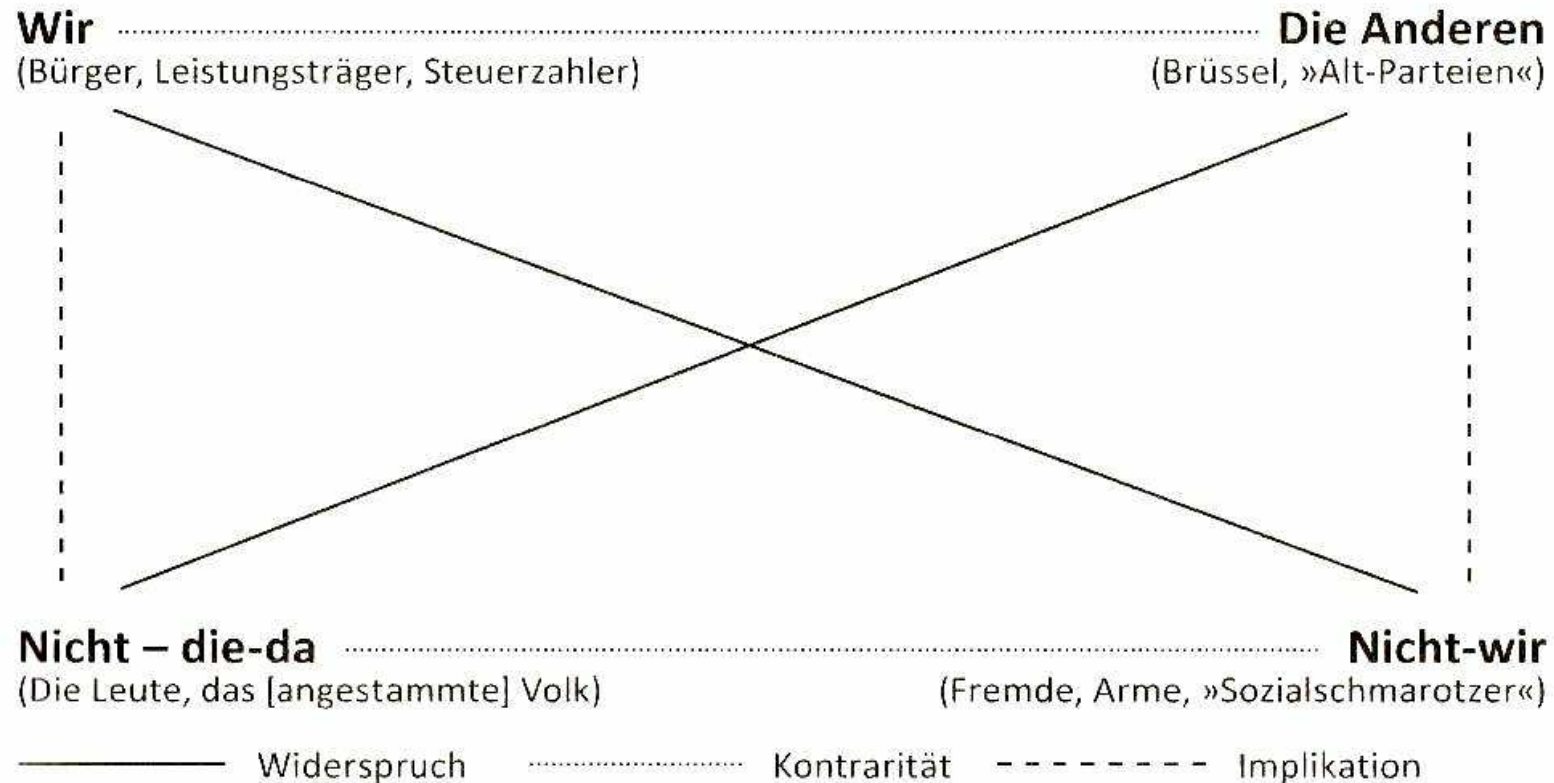 Wir Die Anderen
(Bürger, Leistungsträger, Steuerzahler) (Brüssel, »Alt-Parteien«)
Nicht – die-da Nicht-wir
(Die Leute, das [angestammte] Volk) (Fremde, Arme, »Sozialschmarotzer«)
Widerspruch Kontrarität Implikation